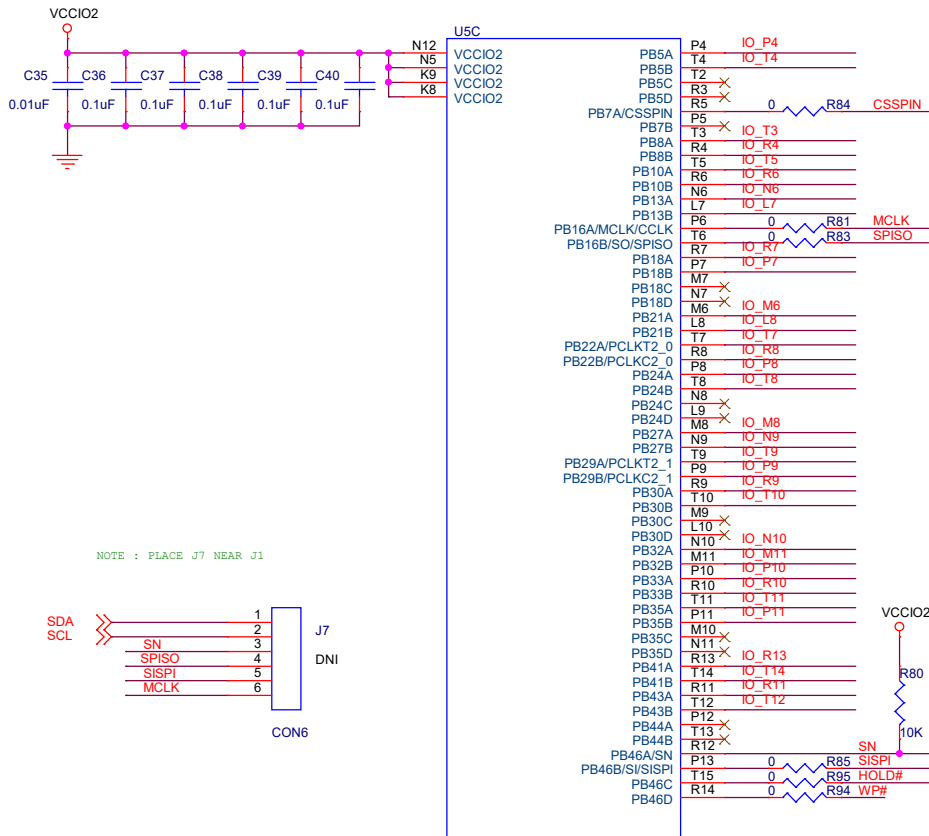 VCCIO2
U5C
C35 C36 C37 C38 C39 C40
0.01uF 0.1uF 0.1uF 0.1uF 0.1uF 0.1uF
N12 VCCIO2
N5 VCCIO2
K9 VCCIO2
K8 VCCIO2
PB5A P4 IO_P4
PB5B T4 IO_T4
PB5C T2
PB5D R3
PB7A/CSSPIN R5 0 R84 CSSPIN
PB7B P5
PB8A T3 IO_T3
PB8B R4 IO_R4
PB10A T5 IO_T5
PB10B R6 IO_R6
PB13A N6 IO_N6
PB13B L7 IO_L7
PB16A/MCLK/CCLK P6 0 R81 MCLK
PB16B/SO/SPISO T6 0 R83 SPISO
PB18A R7 IO_R7
PB18B P7 IO_P7
PB18C M7
PB18D N7
PB21A M6 IO_M6
PB21B L8 IO_L8
PB22A/PCLKT2_0 T7 IO_T7
PB22B/PCLKC2_0 R8 IO_R8
PB24A P8 IO_P8
PB24B T8 IO_T8
PB24C N8
PB24D L9
PB27A M8 IO_M8
PB27B N9 IO_N9
PB29A/PCLKT2_1 T9 IO_T9
PB29B/PCLKC2_1 P9 IO_P9
PB30A R9 IO_R9
PB30B T10 IO_T10
PB30C M9
PB30D L10
PB32A N10 IO_N10
PB32B M11 IO_M11
PB33A P10 IO_P10
PB33B R10 IO_R10
PB35A T11 IO_T11
PB35B P11 IO_P11
PB35C M10
PB35D N11
PB41A R13 IO_R13
PB41B T14 IO_T14
PB43A R11 IO_R11
PB43B T12 IO_T12
PB44A P12
PB44B T13
PB46A/SN R12 SN
PB46B/SI/SISPI P13 0 R85 SISPI
PB46C T15 0 R95 HOLD#
PB46D R14 0 R94 WP#
VCCIO2
R80
10K
NOTE : PLACE J7 NEAR J1
SDA 1
SCL 2
SN 3
SPISO 4
SISPI 5
MCLK 6
J7
DNI
CON6